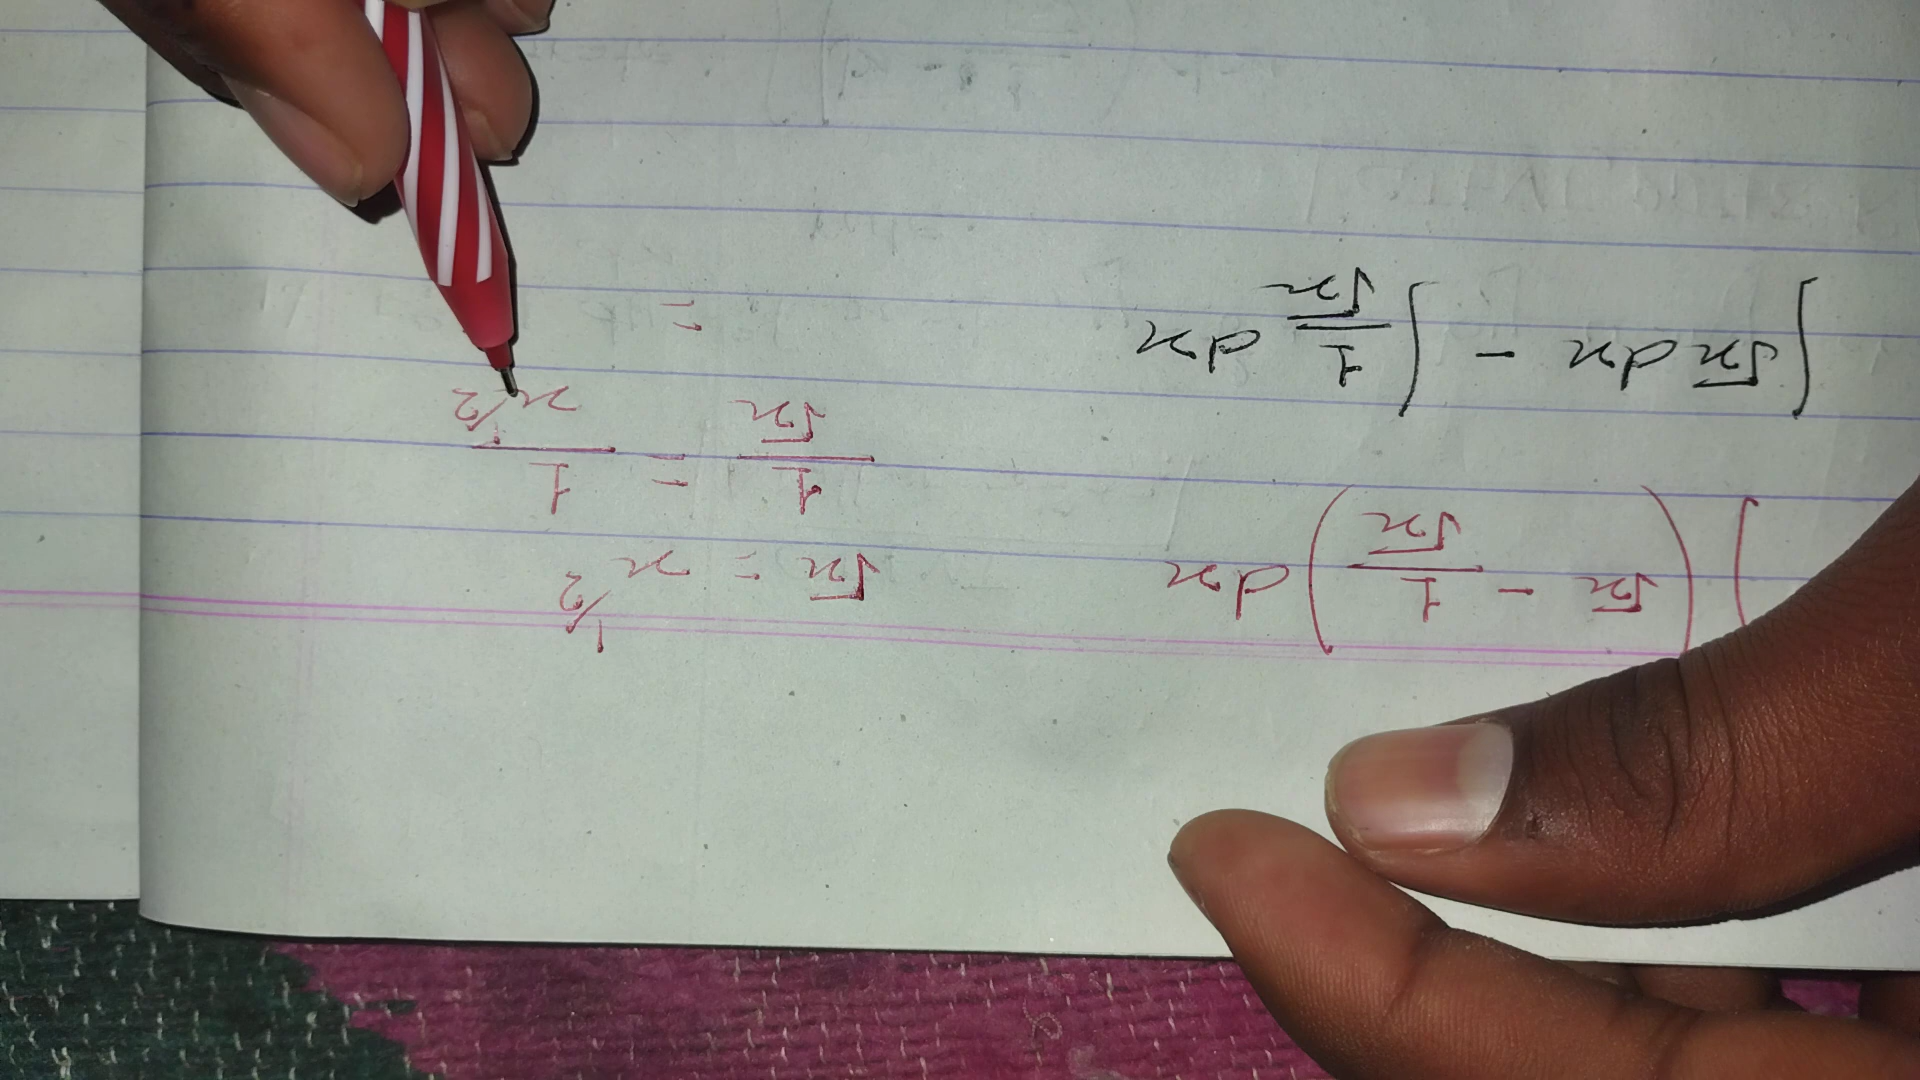 ∫(√x - 1/√x) dx
∫√x dx - ∫1/√x dx
√x = x^1/2
1/√x = 1/x^1/2
=